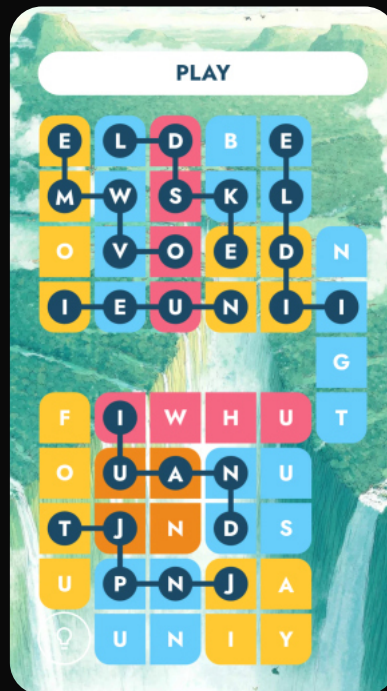 PLAY
E L D B E
M W S K L
O V O E D N
I E U N I I
G
F I W H U T
O U A N U
T J N D S
U P N J A
U N I Y